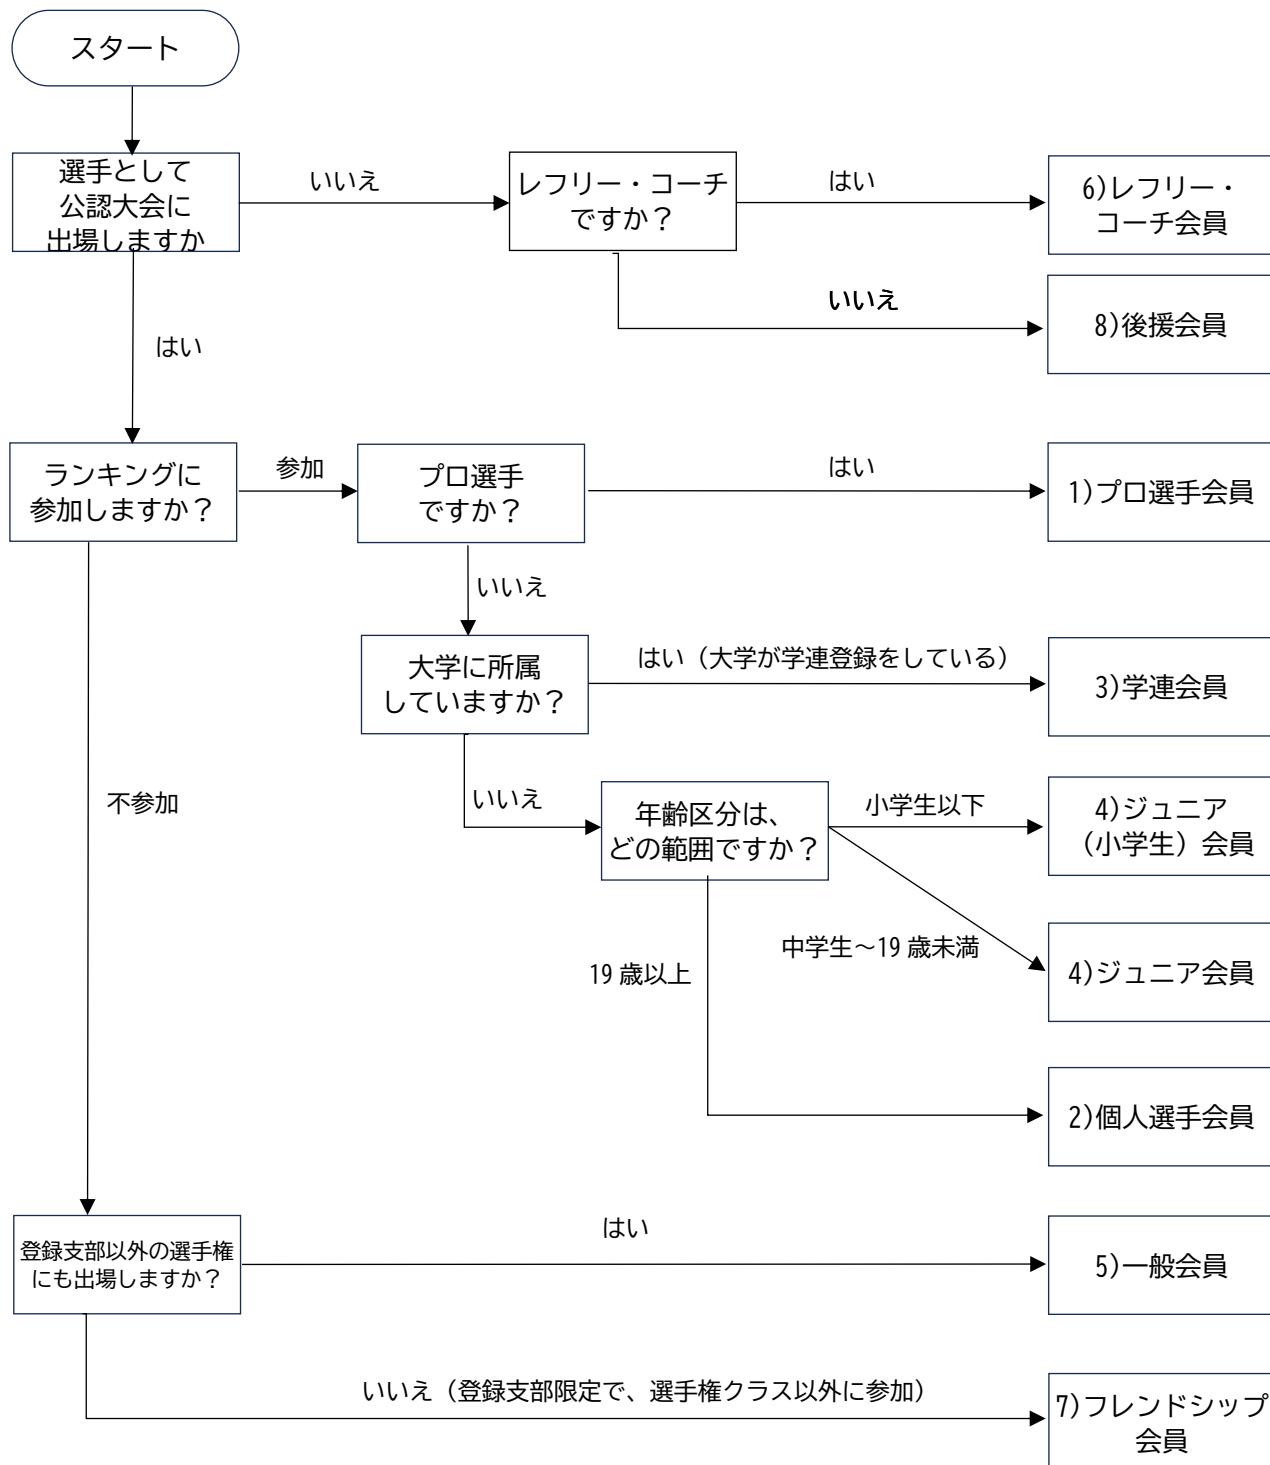 スタート
選手として
公認大会に
出場しますか
いいえ
レフリー・コーチ
ですか？
はい
6)レフリー・
コーチ会員
いいえ
8)後援会員
はい
ランキングに
参加しますか？
参加
プロ選手
ですか？
はい
1)プロ選手会員
いいえ
大学に所属
していますか？
はい（大学が学連登録をしている）
3)学連会員
いいえ
年齢区分は、
どの範囲ですか？
小学生以下
4)ジュニア
（小学生）会員
中学生～19歳未満
4)ジュニア会員
19歳以上
2)個人選手会員
不参加
登録支部以外の選手権
にも出場しますか？
はい
5)一般会員
いいえ（登録支部限定で、選手権クラス以外に参加）
7)フレンドシップ
会員